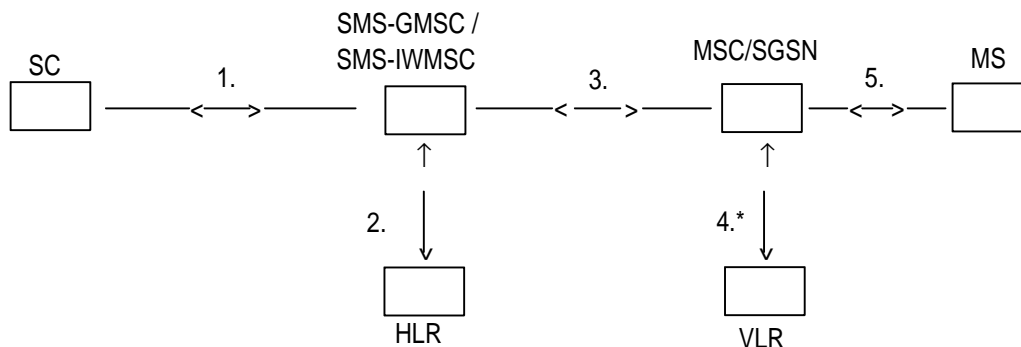 SMS-GMSC /
SMS-IWMSC
SC
MSC/SGSN
MS
1.
3.
5.
2.
4.*
HLR
VLR